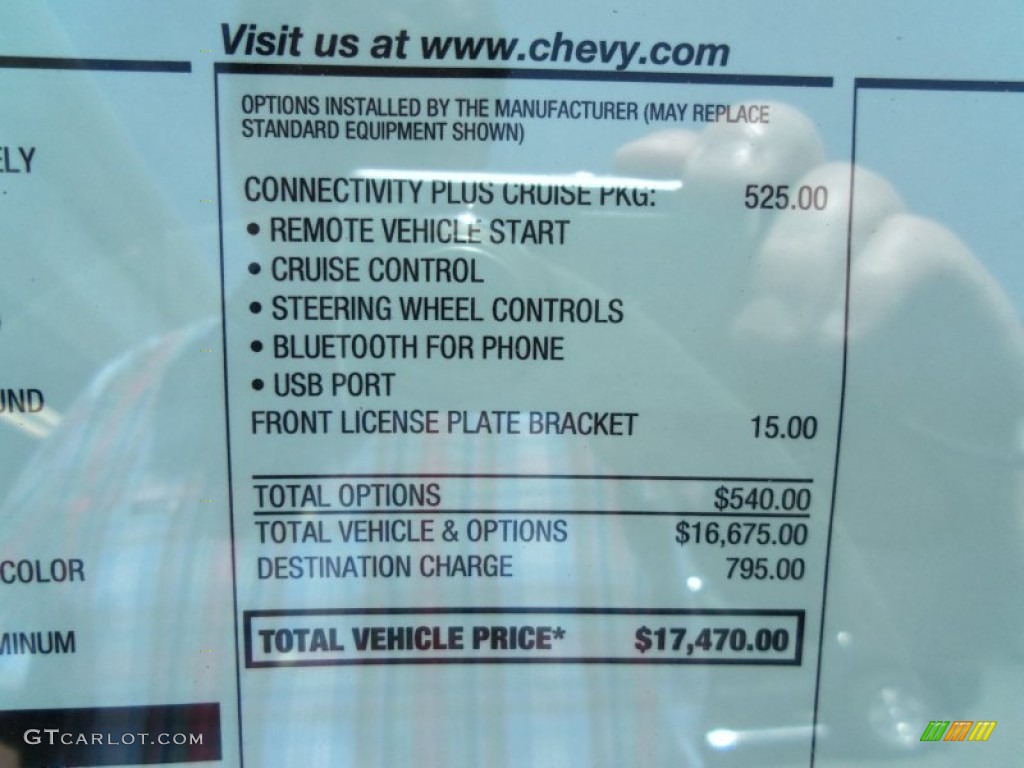 Visit us at www.chevy.com
OPTIONS INSTALLED BY THE MANUFACTURER (MAY REPLACE
STANDARD EQUIPMENT SHOWN)
ELY
CONNECTIVITY PLUS CRUISE PKG: 525.00
• REMOTE VEHICLE START
• CRUISE CONTROL
• STEERING WHEEL CONTROLS
• BLUETOOTH FOR PHONE
• USB PORT
UND
FRONT LICENSE PLATE BRACKET 15.00
TOTAL OPTIONS $540.00
TOTAL VEHICLE & OPTIONS $16,675.00
DESTINATION CHARGE 795.00
COLOR
MINUM
TOTAL VEHICLE PRICE* $17,470.00
GTCARLOT.COM